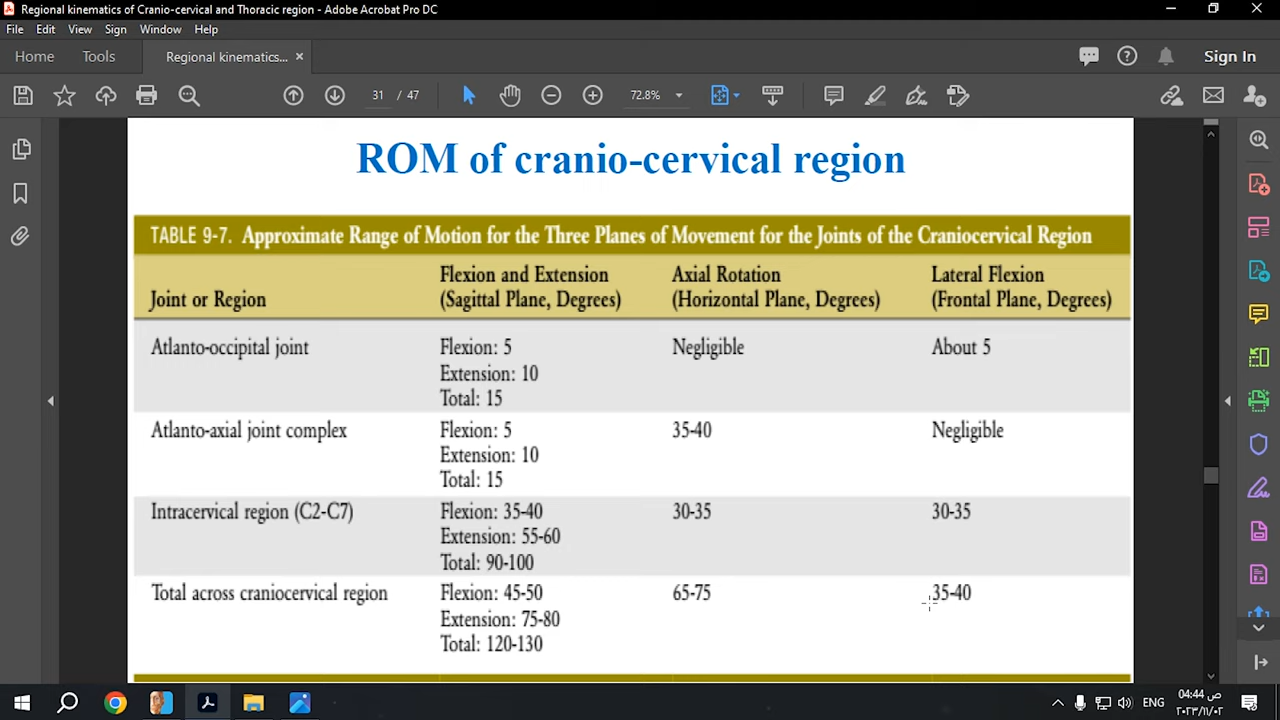 Regional kinematics of Cranio-cervical and Thoracic region - Adobe Acrobat Pro DC
File Edit View Sign Window Help
Home Tools Regional kinematics... × Sign In
31 / 47 72.8%
ROM of cranio-cervical region
TABLE 9-7. Approximate Range of Motion for the Three Planes of Movement for the Joints of the Craniocervical Region
Flexion and Extension Axial Rotation Lateral Flexion
Joint or Region (Sagittal Plane, Degrees) (Horizontal Plane, Degrees) (Frontal Plane, Degrees)
Atlanto-occipital joint Flexion: 5 Negligible About 5
Extension: 10
Total: 15
Atlanto-axial joint complex Flexion: 5 35-40 Negligible
Extension: 10
Total: 15
Intracervical region (C2-C7) Flexion: 35-40 30-35 30-35
Extension: 55-60
Total: 90-100
Total across craniocervical region Flexion: 45-50 65-75 35-40
Extension: 75-80
Total: 120-130
ENG ص 04:44
٢٠٢٣/١١/٠٢